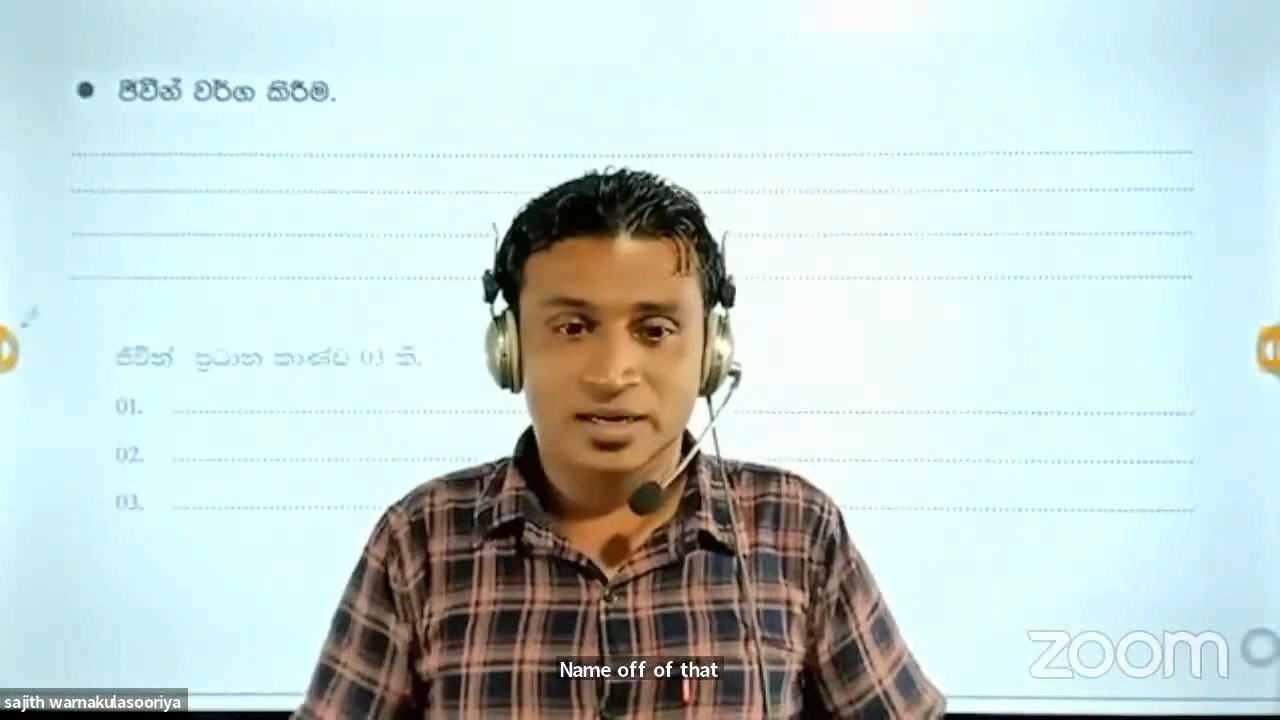 ● ජීවීන් වර්ග කිරීම.
ජීවීන් ප්‍රධාන කාණ්ඩ 03 කි.
01.
02.
03.
zoom
Name off of that
sajith warnakulasooriya